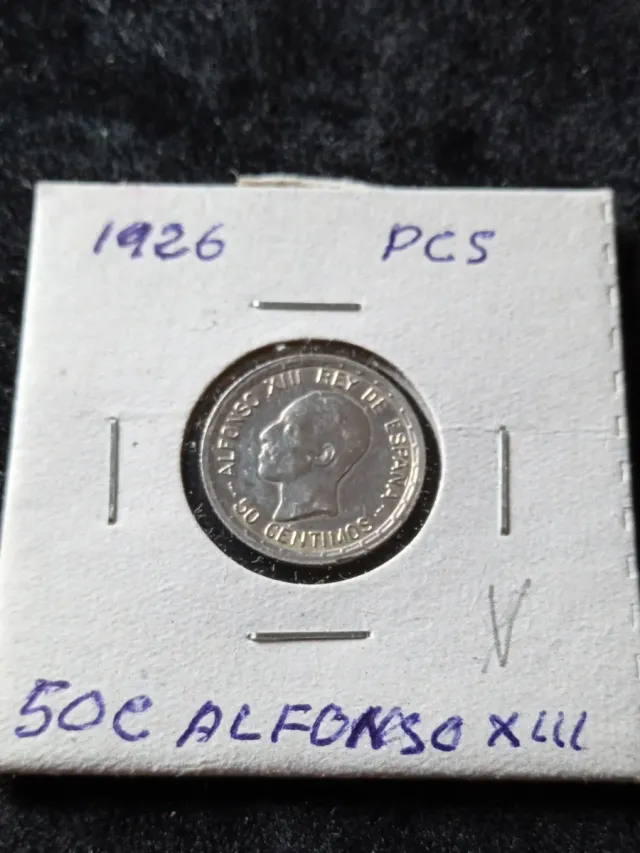 1926 PCS
ALFONSO XIII REY DE ESPAÑA
50 CENTIMOS
V
50C ALFONSO XIII